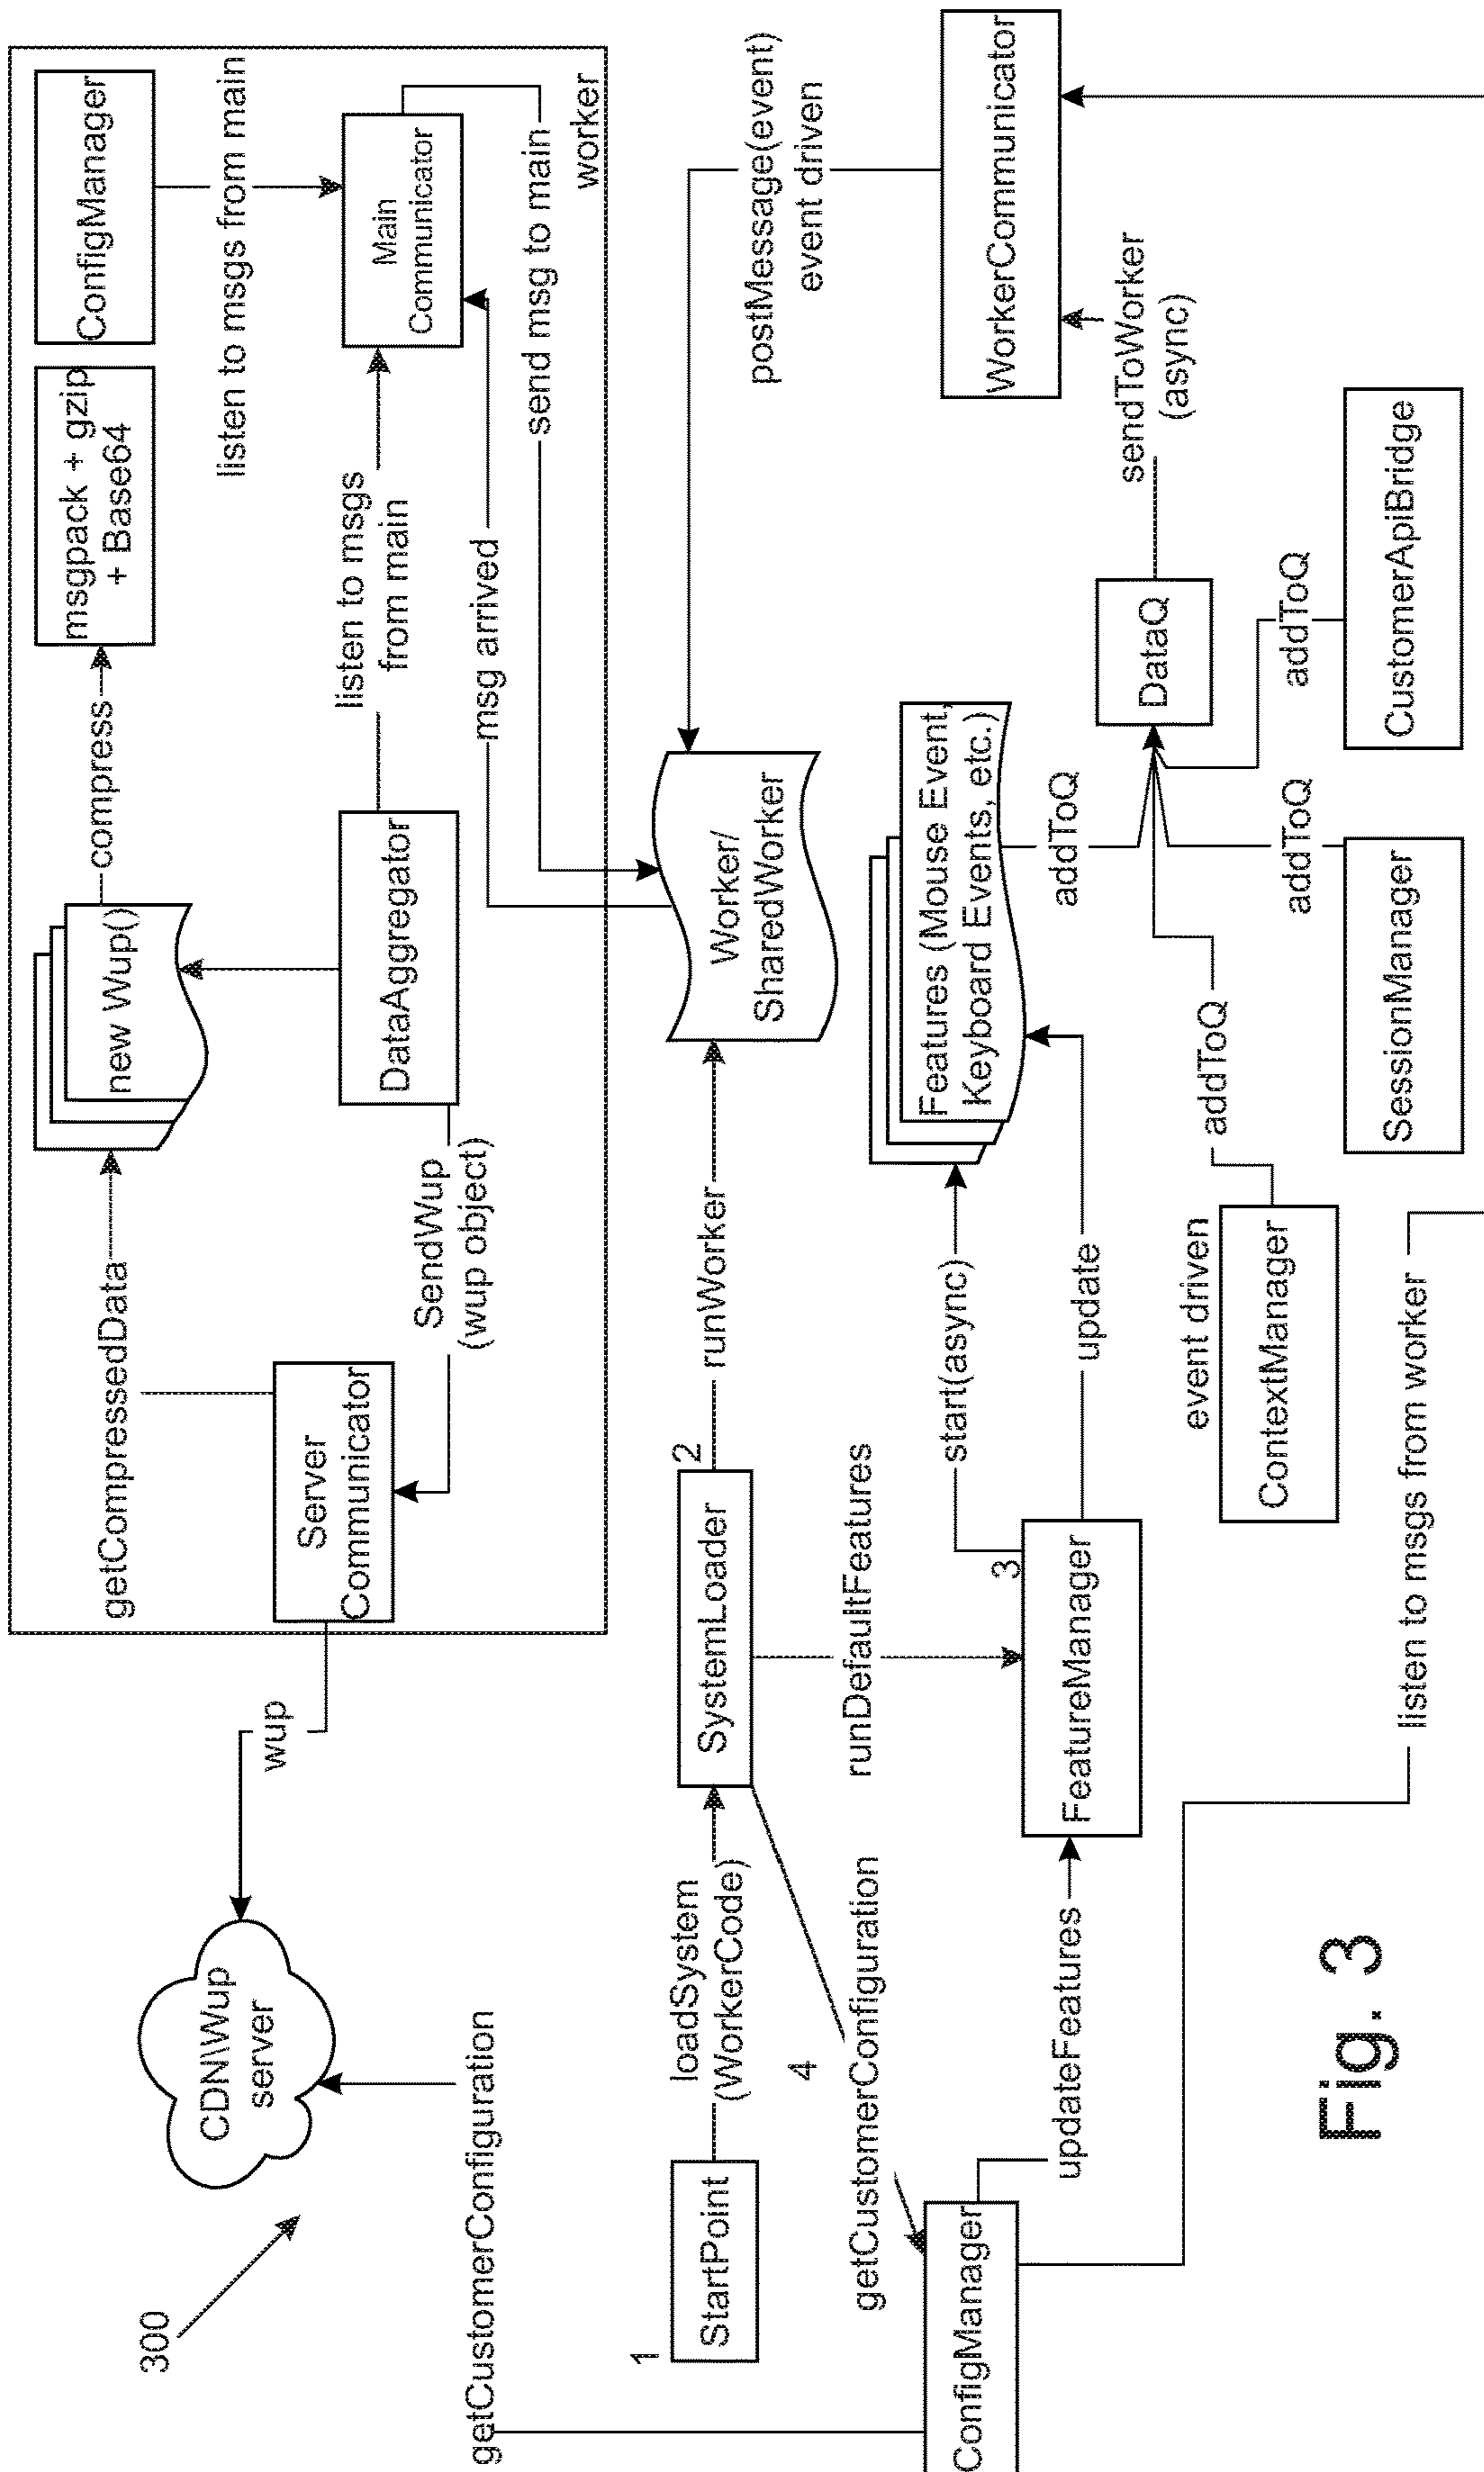 300
CDN\Wup
server
wup
getCustomerConfiguration
getCompressedData
Server
Communicator
SendWup
(wup object)
new Wup()
compress
msgpack + gzip
+ Base64
ConfigManager
listen to msgs from main
DataAggregator
listen to msgs
from main
Main
Communicator
msg arrived
send msg to main
worker
1
StartPoint
loadSystem
(WorkerCode)
SystemLoader
2
runWorker
Worker/
SharedWorker
postMessage(event)
event driven
4
getCustomerConfiguration
runDefaultFeatures
ConfigManager
updateFeatures
3
FeatureManager
start(async)
update
Features (Mouse Event,
Keyboard Events, etc.)
addToQ
WorkerCommunicator
sendToWorker
(async)
DataQ
event driven
ContextManager
addToQ
addToQ
SessionManager
addToQ
CustomerApiBridge
listen to msgs from worker
Fig. 3